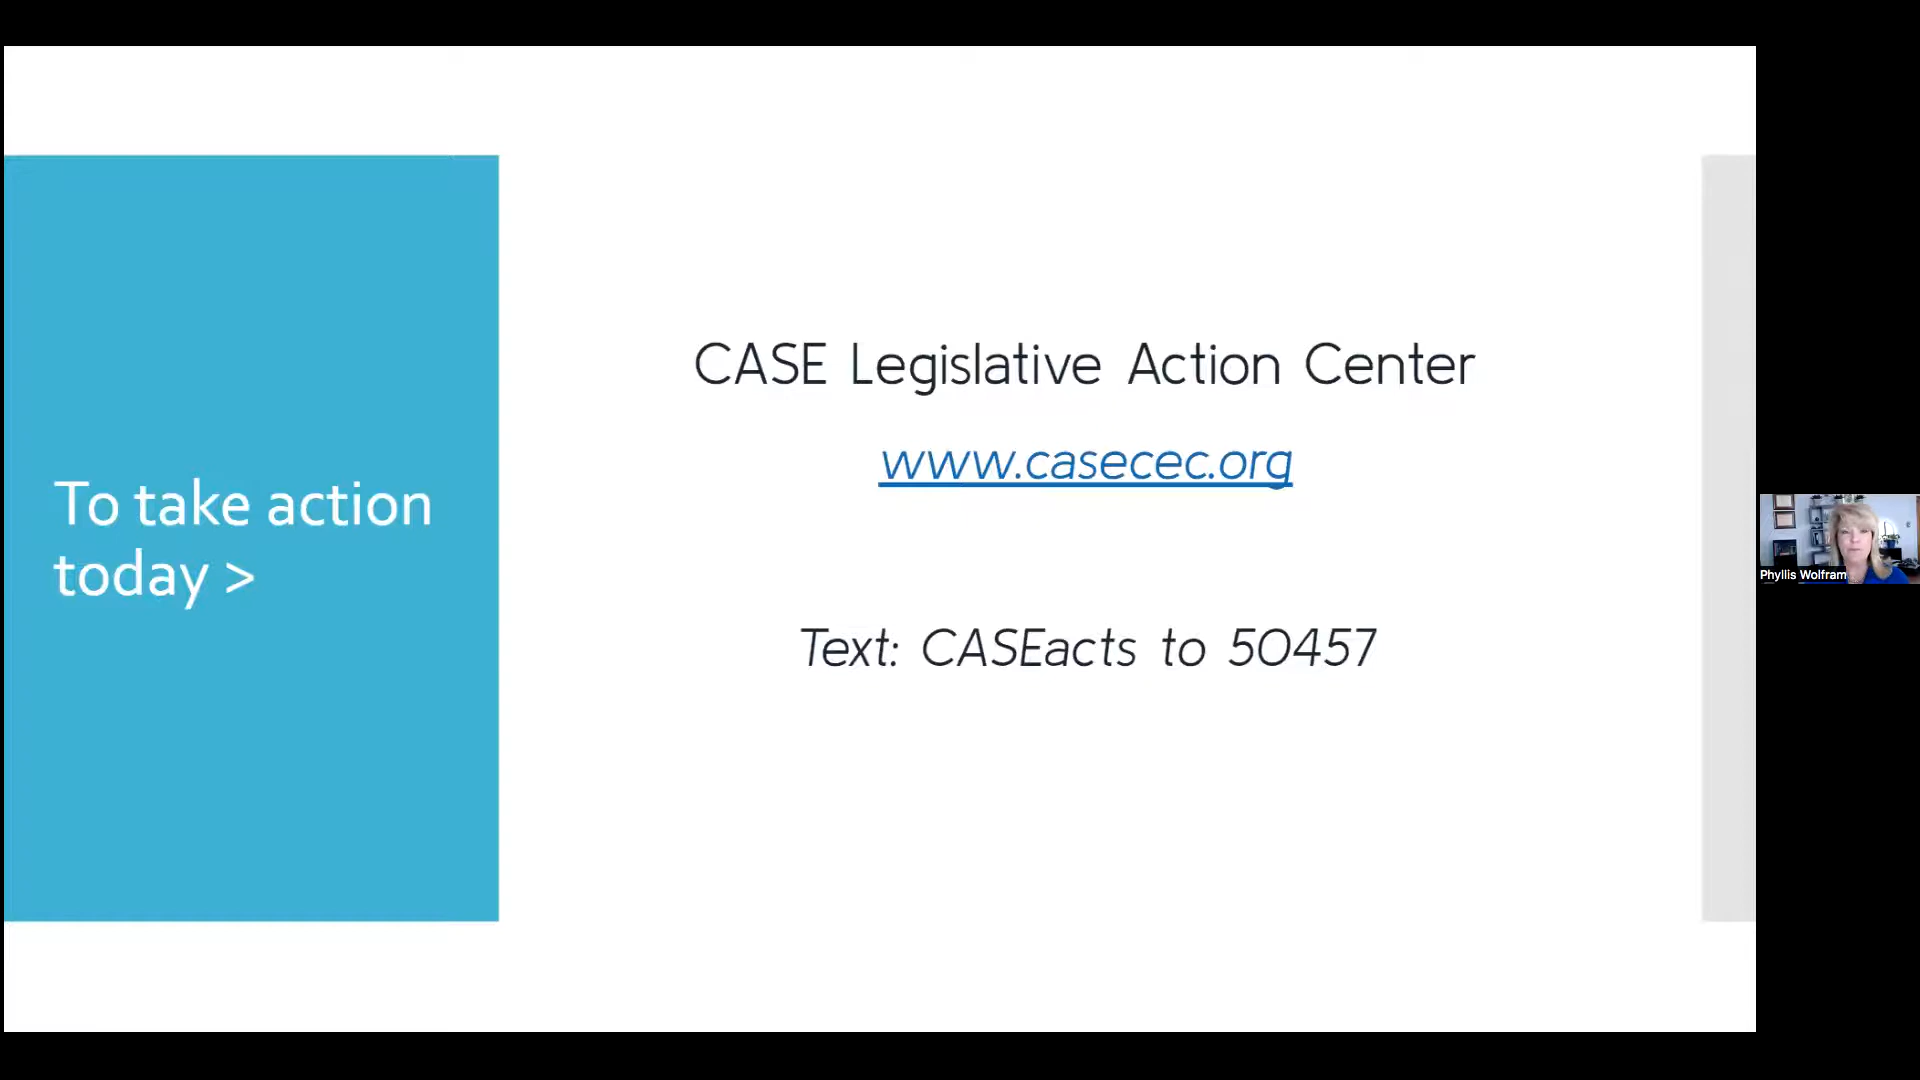 To take action
today >
CASE Legislative Action Center
www.casecec.org
Text: CASEacts to 50457
Phyllis Wolfram